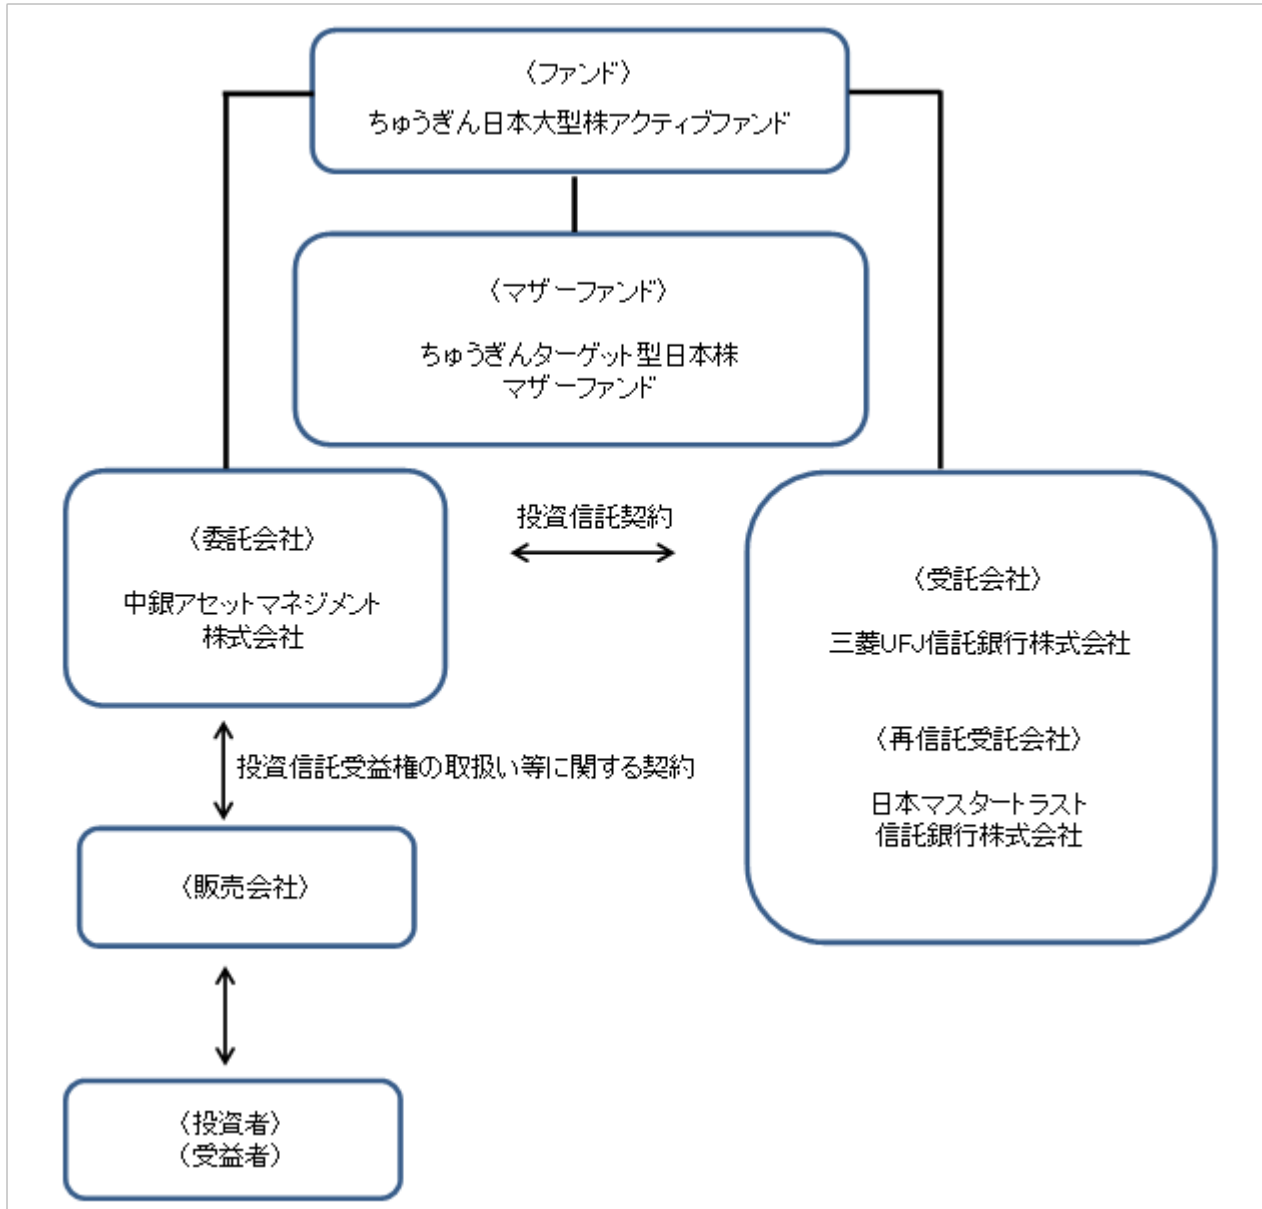 〈ファンド〉
ちゅうぎん日本大型株アクティブファンド
〈マザーファンド〉
ちゅうぎんターゲット型日本株
マザーファンド
〈委託会社〉
中銀アセットマネジメント
株式会社
投資信託契約
〈受託会社〉
三菱UFJ信託銀行株式会社
〈再信託受託会社〉
日本マスタートラスト
信託銀行株式会社
投資信託受益権の取扱い等に関する契約
〈販売会社〉
〈投資者〉
(受益者)